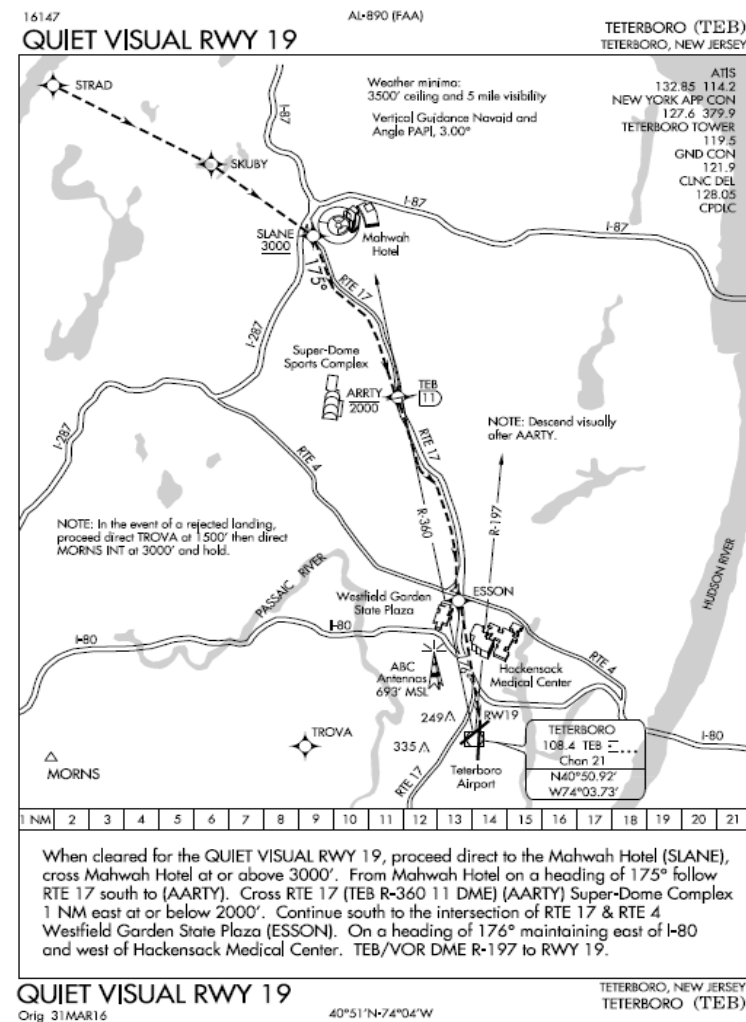 16147
AL-890 (FAA)
QUIET VISUAL RWY 19
TETERBORO (TEB)
TETERBORO, NEW JERSEY
ATIS
132.85 114.2
NEW YORK APP CON
127.6 379.9
TETERBORO TOWER
119.5
GND CON
121.9
CLNC DEL
128.05
CPDLC
Weather minima:
3500' ceiling and 5 mile visibility
Vertical Guidance Navaid and
Angle PAPI, 3.00°
STRAD
I-87
SKUBY
I-87
SLANE
3000
Mahwah
Hotel
I-87
175°
RTE 17
I-287
Super-Dome
Sports Complex
ARRTY
2000
TEB
11
NOTE: Descend visually
after AARTY.
I-287
RTE 4
RTE 17
R-360
R-197
NOTE: In the event of a rejected landing,
proceed direct TROVA at 1500' then direct
MORNS INT at 3000' and hold.
PASSAIC RIVER
HUDSON RIVER
Westfield Garden
State Plaza
ESSON
I-80
I-80
RTE 4
ABC
Antennas
693' MSL
176°
Hackensack
Medical Center
249
RW19
335
TROVA
MORNS
RTE 17
Teterboro
Airport
TETERBORO
108.4 TEB
Chan 21
N40°50.92'
W74°03.73'
I-80
1 NM 2 3 4 5 6 7 8 9 10 11 12 13 14 15 16 17 18 19 20 21
When cleared for the QUIET VISUAL RWY 19, proceed direct to the Mahwah Hotel (SLANE),
cross Mahwah Hotel at or above 3000'. From Mahwah Hotel on a heading of 175° follow
RTE 17 south to (AARTY). Cross RTE 17 (TEB R-360 11 DME) (AARTY) Super-Dome Complex
1 NM east at or below 2000'. Continue south to the intersection of RTE 17 & RTE 4
Westfield Garden State Plaza (ESSON). On a heading of 176° maintaining east of I-80
and west of Hackensack Medical Center. TEB/VOR DME R-197 to RWY 19.
QUIET VISUAL RWY 19
Orig 31MAR16
40°51'N-74°04'W
TETERBORO, NEW JERSEY
TETERBORO (TEB)